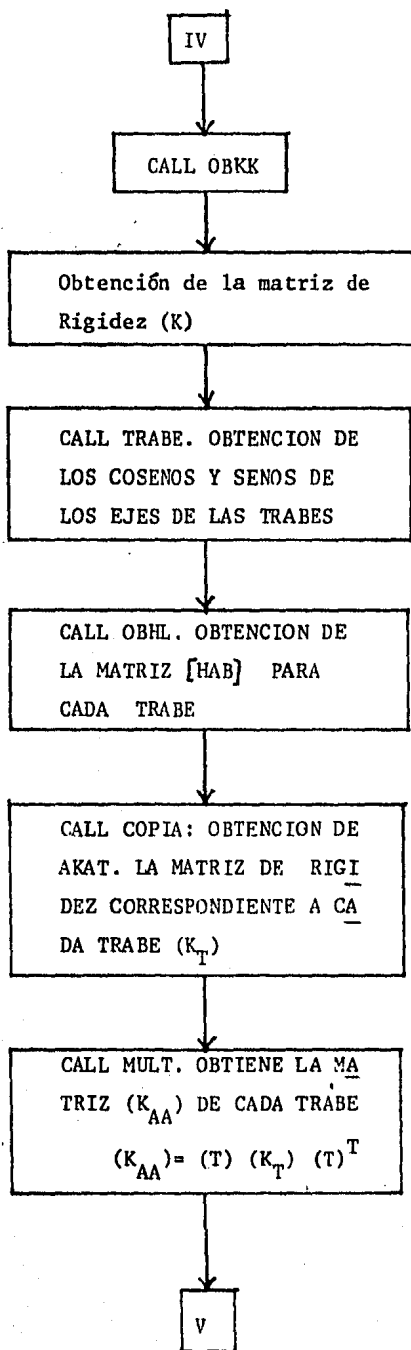 IV
CALL OBKK
Obtención de la matriz de
Rigidez (K)
CALL TRABE. OBTENCION DE
LOS COSENOS Y SENOS DE
LOS EJES DE LAS TRABES
CALL OBHL. OBTENCION DE
LA MATRIZ [HAB] PARA
CADA TRABE
CALL COPIA: OBTENCION DE
AKAT. LA MATRIZ DE RIGI
DEZ CORRESPONDIENTE A CA
DA TRABE (K_T)
CALL MULT. OBTIENE LA MA
TRIZ (K_AA) DE CADA TRABE
(K_AA)= (T) (K_T) (T)^T
V